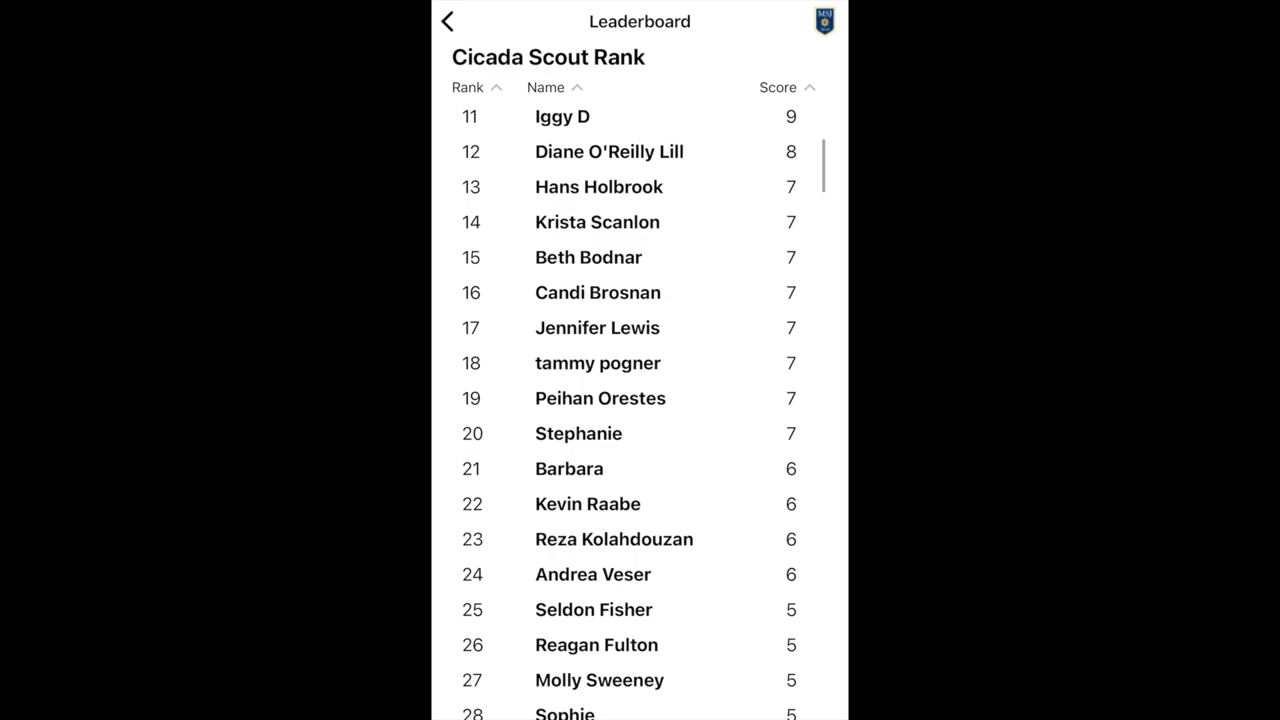 Leaderboard
MSJ
Cicada Scout Rank
Rank Name Score
11 Iggy D 9
12 Diane O'Reilly Lill 8
13 Hans Holbrook 7
14 Krista Scanlon 7
15 Beth Bodnar 7
16 Candi Brosnan 7
17 Jennifer Lewis 7
18 tammy pogner 7
19 Peihan Orestes 7
20 Stephanie 7
21 Barbara 6
22 Kevin Raabe 6
23 Reza Kolahdouzan 6
24 Andrea Veser 6
25 Seldon Fisher 5
26 Reagan Fulton 5
27 Molly Sweeney 5
28 Sophie 5